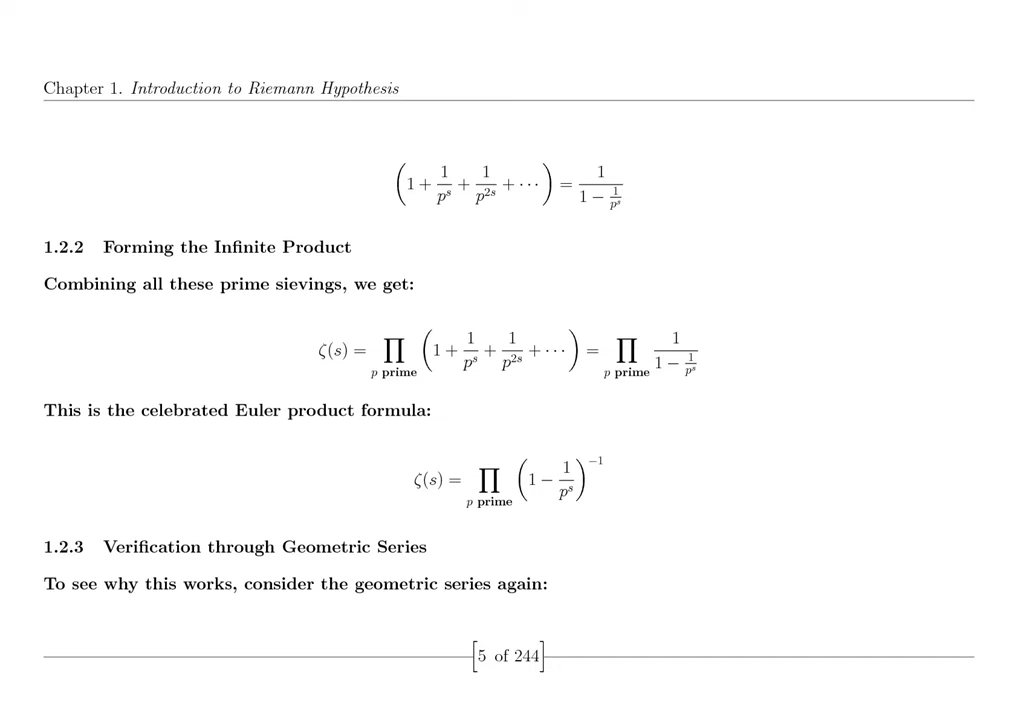 Chapter 1. Introduction to Riemann Hypothesis
(1 + 1/p^s + 1/p^{2s} + ···) = 1/(1 − 1/p^s)
1.2.2 Forming the Infinite Product
Combining all these prime sievings, we get:
ζ(s) = ∏_{p prime} (1 + 1/p^s + 1/p^{2s} + ···) = ∏_{p prime} 1/(1 − 1/p^s)
This is the celebrated Euler product formula:
ζ(s) = ∏_{p prime} (1 − 1/p^s)^{−1}
1.2.3 Verification through Geometric Series
To see why this works, consider the geometric series again:
[5 of 244]